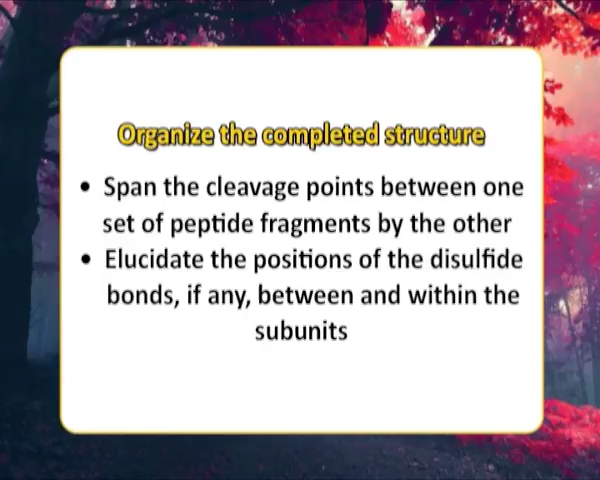 Organize the completed structure
• Span the cleavage points between one
set of peptide fragments by the other
• Elucidate the positions of the disulfide
bonds, if any, between and within the
subunits